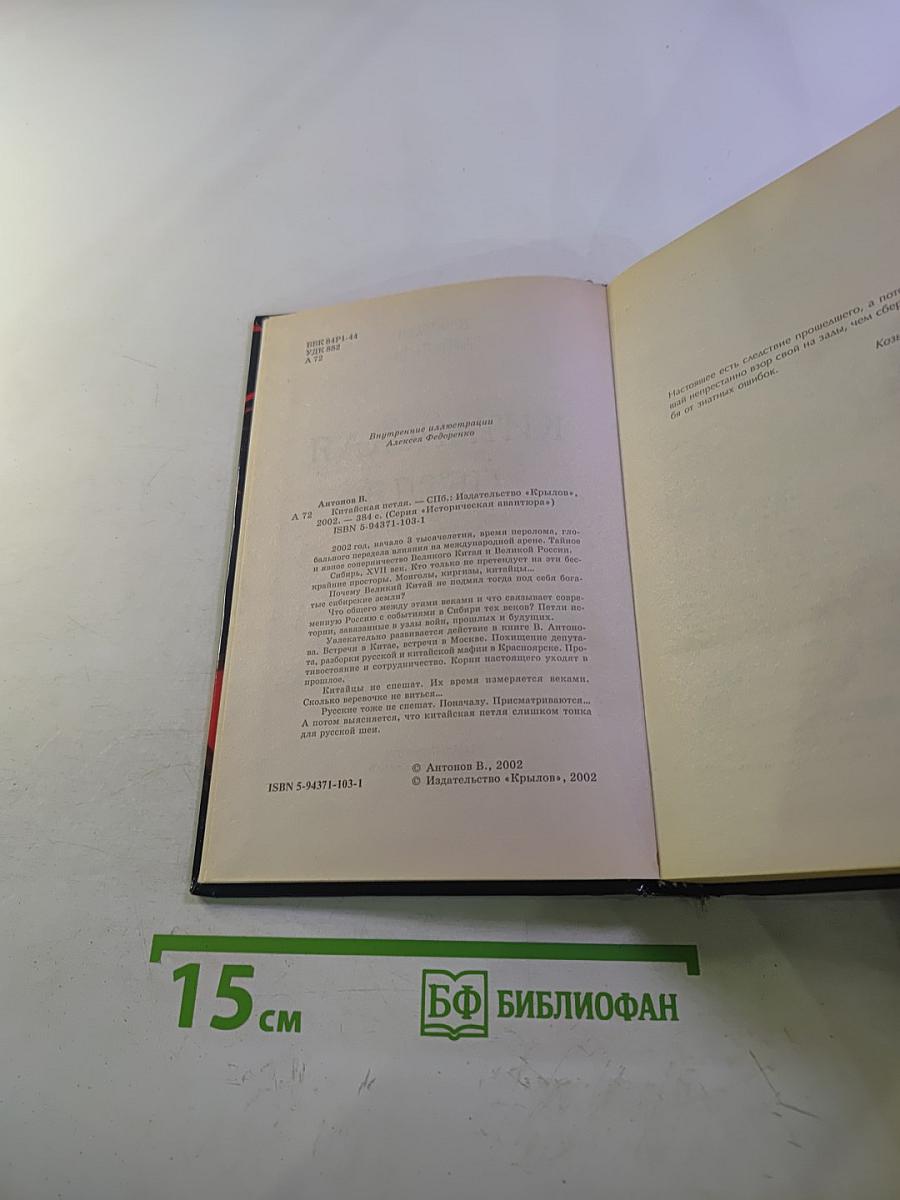 ББК 84Р1-44
УДК 882
А 72
Внутренние иллюстрации
Алексея Федоренко
Антонов В.
А 72 Китайская петля. — СПб.: Издательство «Крылов»,
2002. — 384 с. (Серия «Историческая авантюра»)
ISBN 5-94371-103-1
2002 год, начало 3 тысячелетия, время перелома, гло-
бального передела влияния на международной арене. Тайное
и явное соперничество Великого Китая и Великой России.
Сибирь, XVII век. Кто только не претендует на эти бес-
крайние просторы. Монголы, киргизы, китайцы...
Почему Великий Китай не подмял тогда под себя бога-
тые сибирские земли?
Что общего между этими веками и что связывает совре-
менную Россию с событиями в Сибири тех веков? Петли ис-
тории, завязанные в узлы войн, прошлых и будущих.
Увлекательно развивается действие в книге В. Антоно-
ва. Встречи в Китае, встречи в Москве. Похищение депута-
та, разборки русской и китайской мафии в Красноярске. Про-
тивостояние и сотрудничество. Корни настоящего уходят в
прошлое.
Китайцы не спешат. Их время измеряется веками.
Сколько веревочке не виться...
Русские тоже не спешат. Поначалу. Присматриваются...
А потом выясняется, что китайская петля слишком тонка
для русской шеи.
© Антонов В., 2002
ISBN 5-94371-103-1 © Издательство «Крылов», 2002
Настоящее есть следствие прошедшего, а пото
шай непрестанно взор свой на зады, чем сбер
бя от знатных ошибок.
Козь
15 см
БФ БИБЛИОФАН